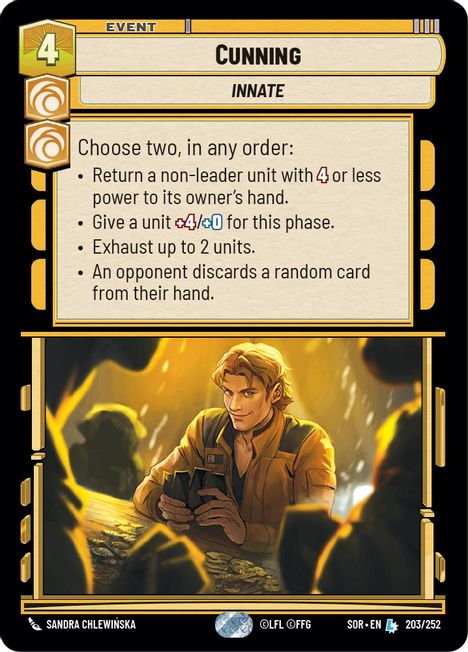 EVENT
4
CUNNING
INNATE
Choose two, in any order:
• Return a non-leader unit with 4 or less
power to its owner's hand.
• Give a unit +4/+0 for this phase.
• Exhaust up to 2 units.
• An opponent discards a random card
from their hand.
SANDRA CHLEWIŃSKA ©LFL ©FFG SOR • EN L 203/252